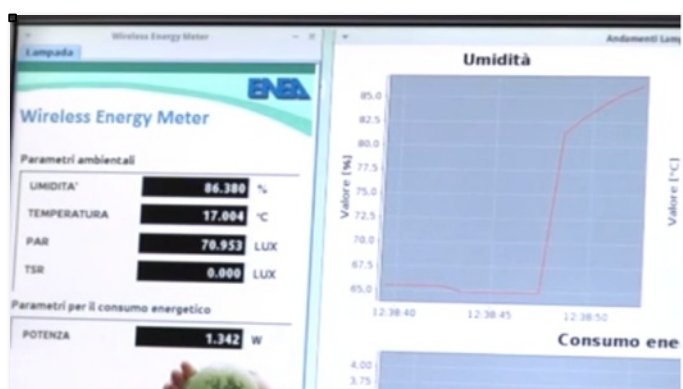 Wireless Energy Meter
Lampada
ENEA
Wireless Energy Meter
Parametri ambientali
UMIDITA' 86.380 %
TEMPERATURA 17.004 °C
PAR 70.953 LUX
TSR 0.000 LUX
Parametri per il consumo energetico
POTENZA 1.342 W
Andamenti Lam
Umidità
Valore [%]
85.0
82.5
80.0
77.5
75.0
72.5
70.0
67.5
65.0
12:38:40 12:38:45 12:38:50
Valore [°C]
Consumo ene
4.00
3.75